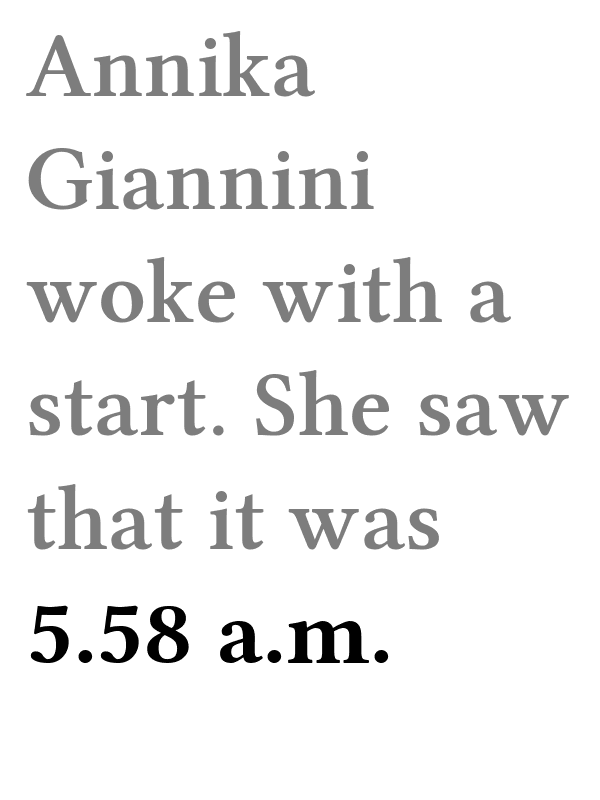 Annika
Giannini
woke with a
start. She saw
that it was
5.58 a.m.